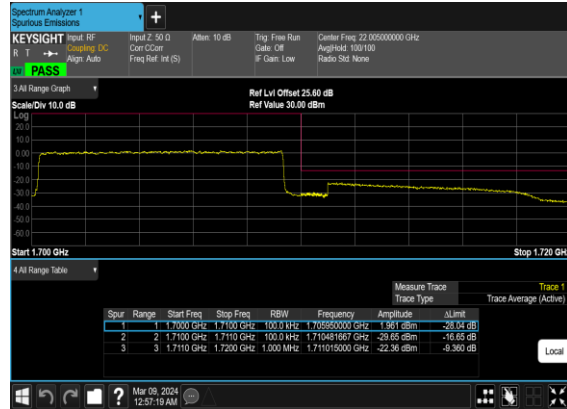 Spectrum Analyzer 1
Spurious Emissions
KEYSIGHT Input: RF Input Z: 50 Ω Atten: 10 dB Trig: Free Run Center Freq: 22.005000000 GHz
R T Coupling: DC Corr CCorr Gate: Off Avg|Hold: 100/100
Align: Auto Freq Ref: Int (S) IF Gain: Low Radio Std: None
PASS
3 All Range Graph
Ref Lvl Offset 25.60 dB
Scale/Div 10.0 dB Ref Value 30.00 dBm
Log
20.0
10.0
0.00
-10.0
-20.0
-30.0
-40.0
-50.0
-60.0
Start 1.700 GHz Stop 1.720 GH
4 All Range Table
Measure Trace Trace 1
Trace Type Trace Average (Active)
Spur Range Start Freq Stop Freq RBW Frequency Amplitude ΔLimit
1 1 1.7000 GHz 1.7100 GHz 100.0 kHz 1.705950000 GHz 1.961 dBm -28.04 dB
2 2 1.7100 GHz 1.7110 GHz 100.0 kHz 1.710481667 GHz -29.65 dBm -16.65 dB
3 3 1.7110 GHz 1.7200 GHz 1.000 MHz 1.711015000 GHz -22.36 dBm -9.360 dB
Local
? Mar 09, 2024
12:57:19 AM